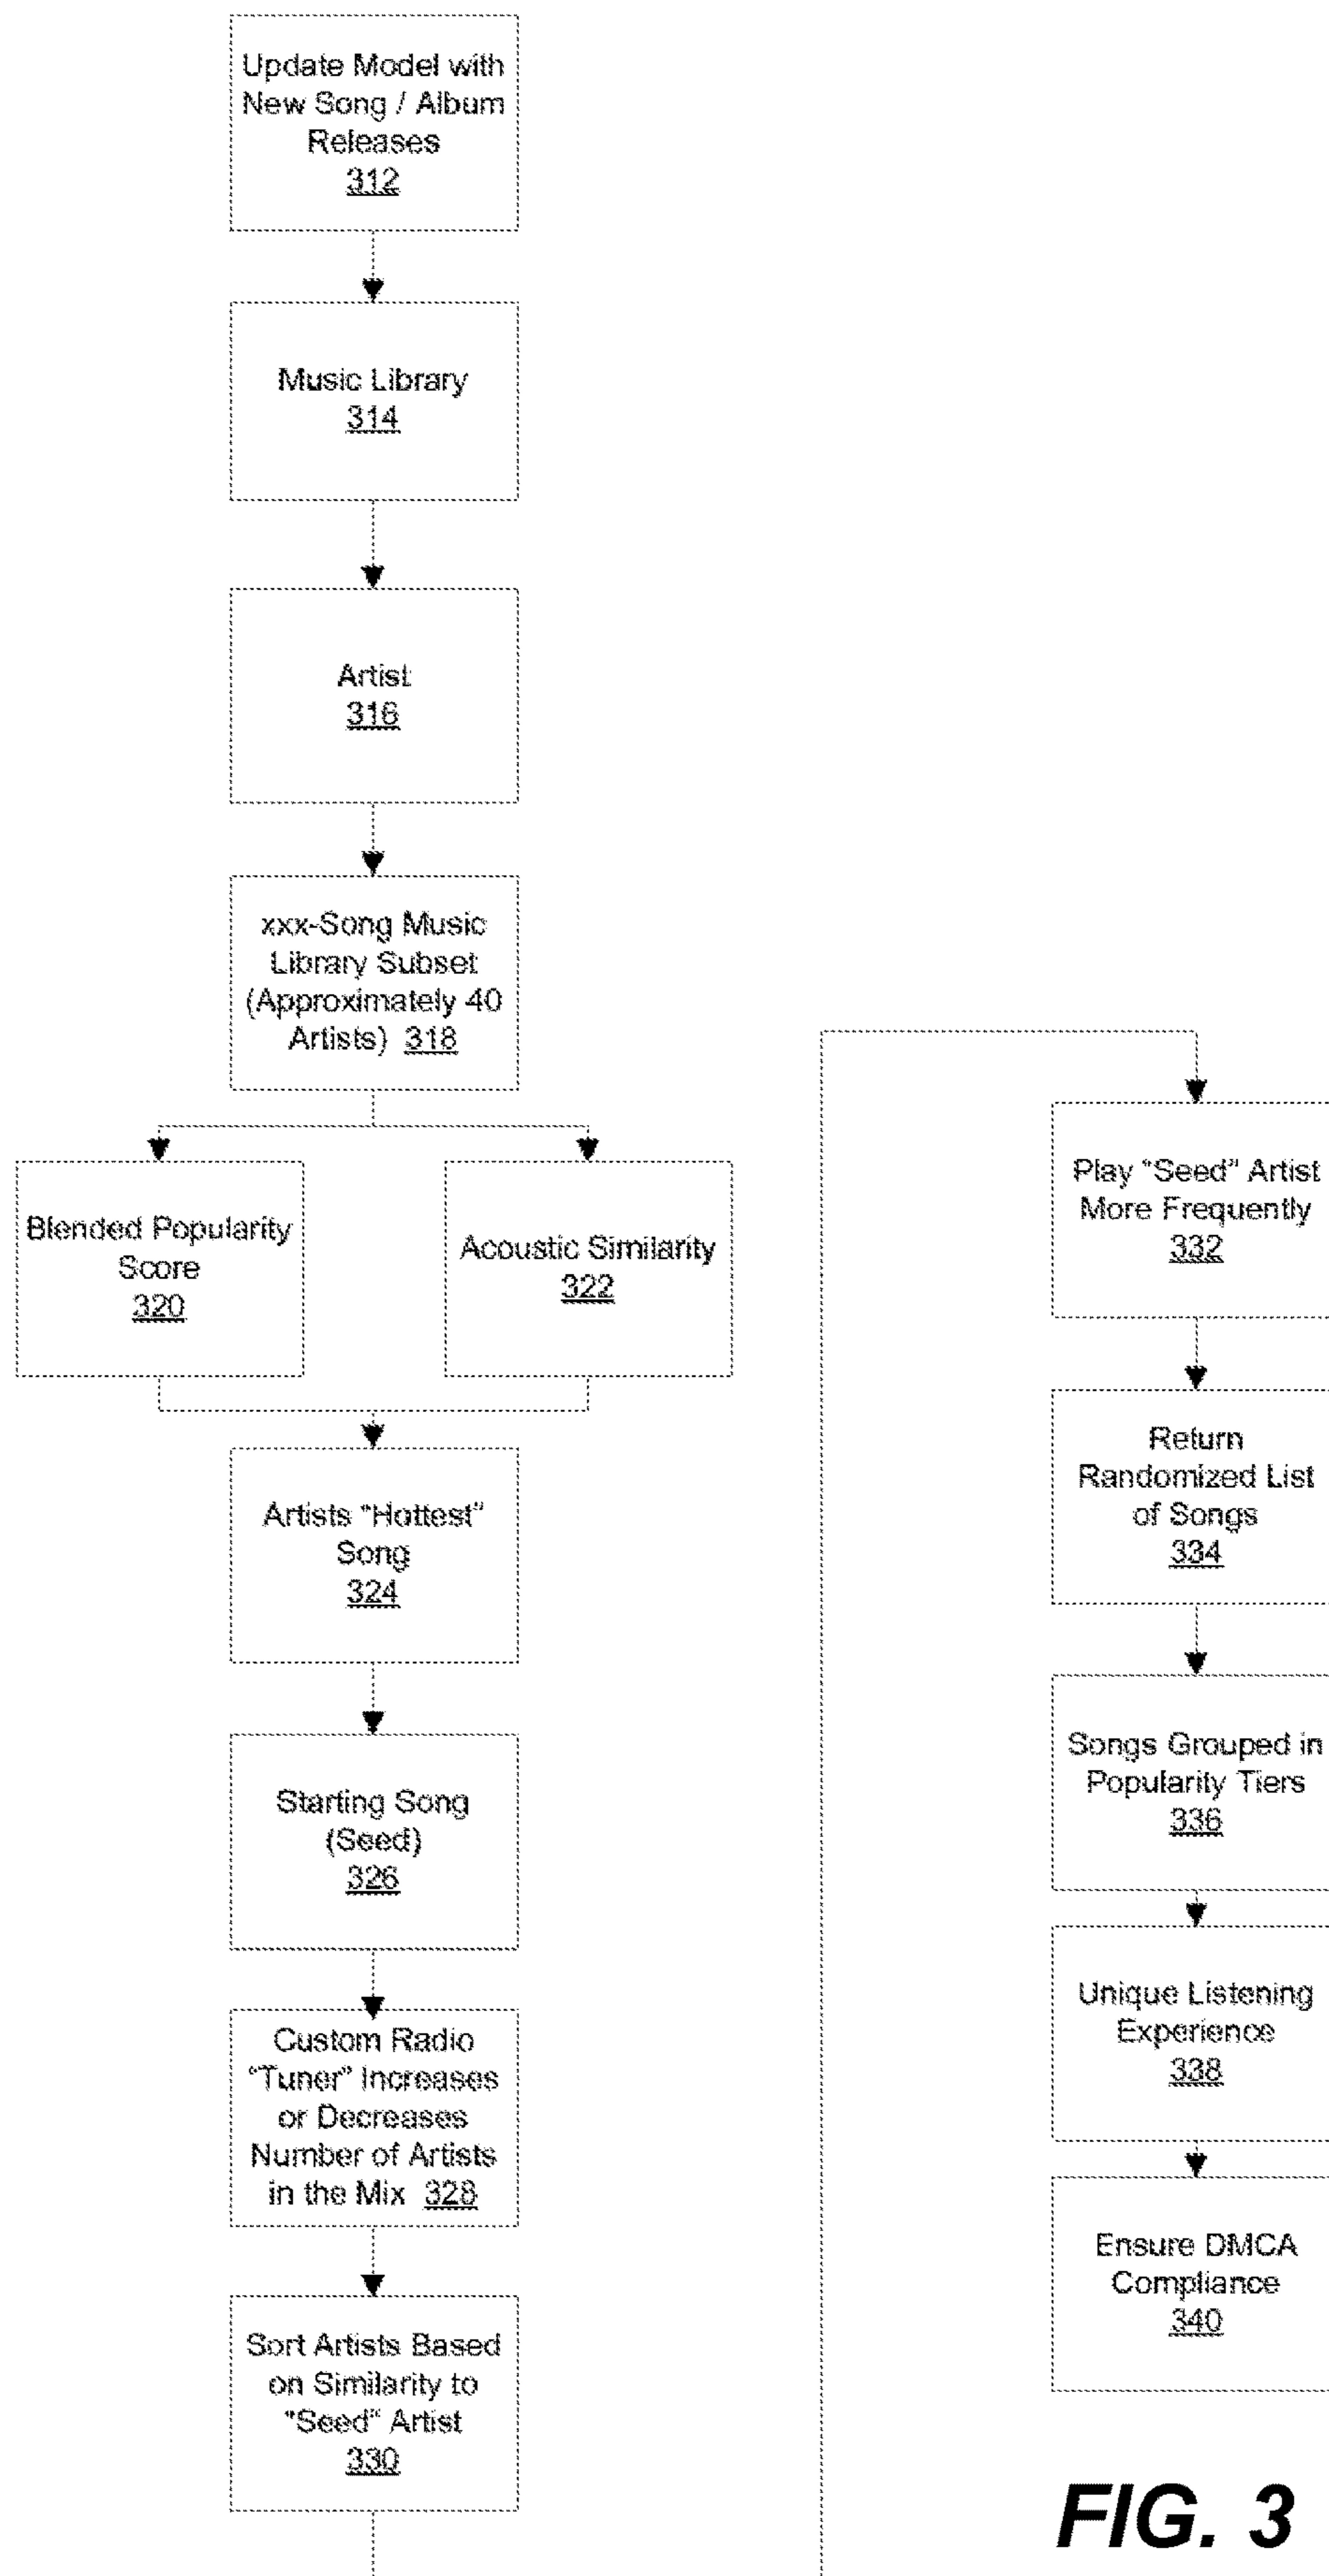 Update Model with
New Song / Album
Releases
312
Music Library
314
Artist
316
xxx-Song Music
Library Subset
(Approximately 40
Artists) 318
Blended Popularity
Score
320
Acoustic Similarity
322
Artists "Hottest"
Song
324
Starting Song
(Seed)
326
Custom Radio
"Tuner" Increases
or Decreases
Number of Artists
in the Mix 328
Sort Artists Based
on Similarity to
"Seed" Artist
330
Play "Seed" Artist
More Frequently
332
Return
Randomized List
of Songs
334
Songs Grouped in
Popularity Tiers
336
Unique Listening
Experience
338
Ensure DMCA
Compliance
340
FIG. 3